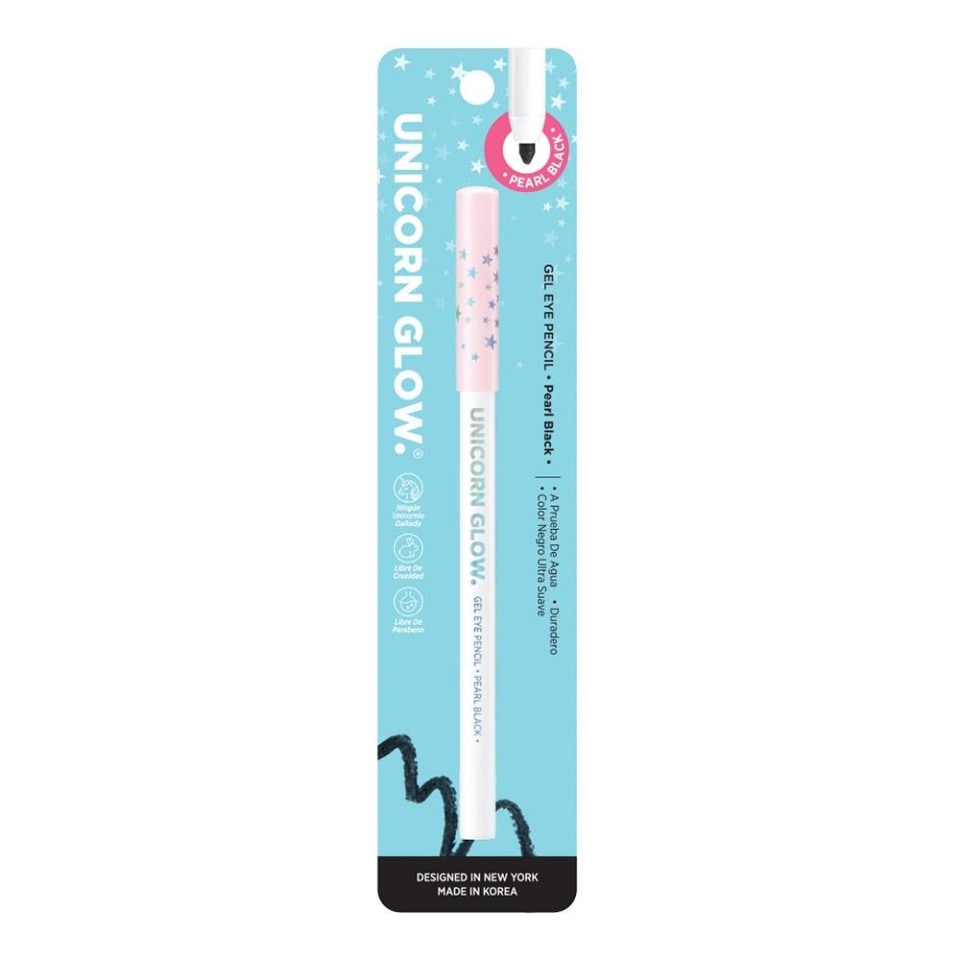 • PEARL BLACK •
UNICORN GLOW.®
GEL EYE PENCIL • Pearl Black •
• A Prueba De Agua • Duradero
• Color Negro Ultra Suave
UNICORN GLOW.
GEL EYE PENCIL • PEARL BLACK •
Ningún
Unicornio
Dañado
Libre De
Crueldad
Libre De
Parabeno
DESIGNED IN NEW YORK
MADE IN KOREA